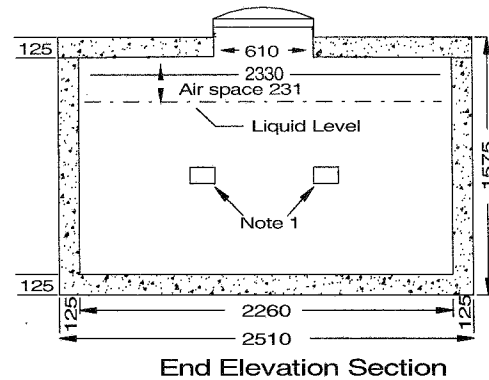 125
610
2330
Air space 231
Liquid Level
1575
Note 1
125
125
125
2260
2510
End Elevation Section